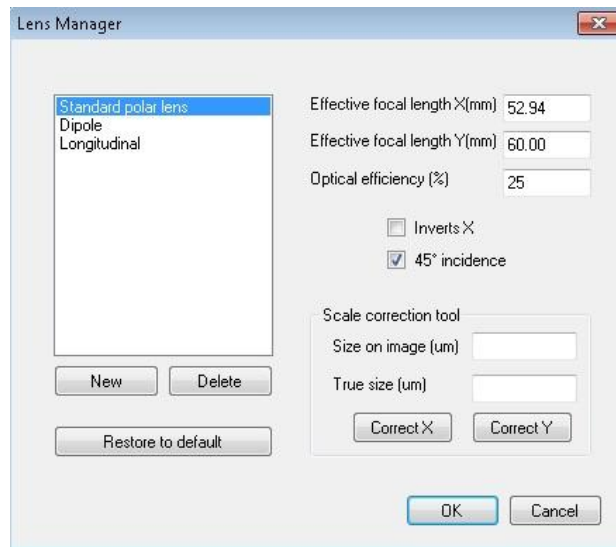 Lens Manager
Standard polar lens
Dipole
Longitudinal
New
Delete
Restore to default
Effective focal length X(mm) 52.94
Effective focal length Y(mm) 60.00
Optical efficiency (%) 25
Inverts X
45° incidence
Scale correction tool
Size on image (um)
True size (um)
Correct X
Correct Y
OK
Cancel